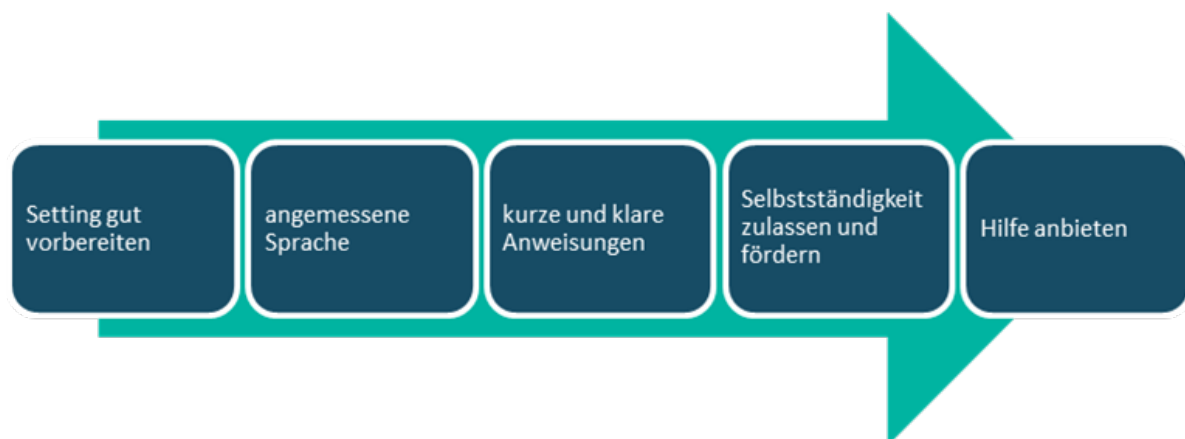 Setting gut
vorbereiten
angemessene
Sprache
kurze und klare
Anweisungen
Selbstständigkeit
zulassen und
fördern
Hilfe anbieten